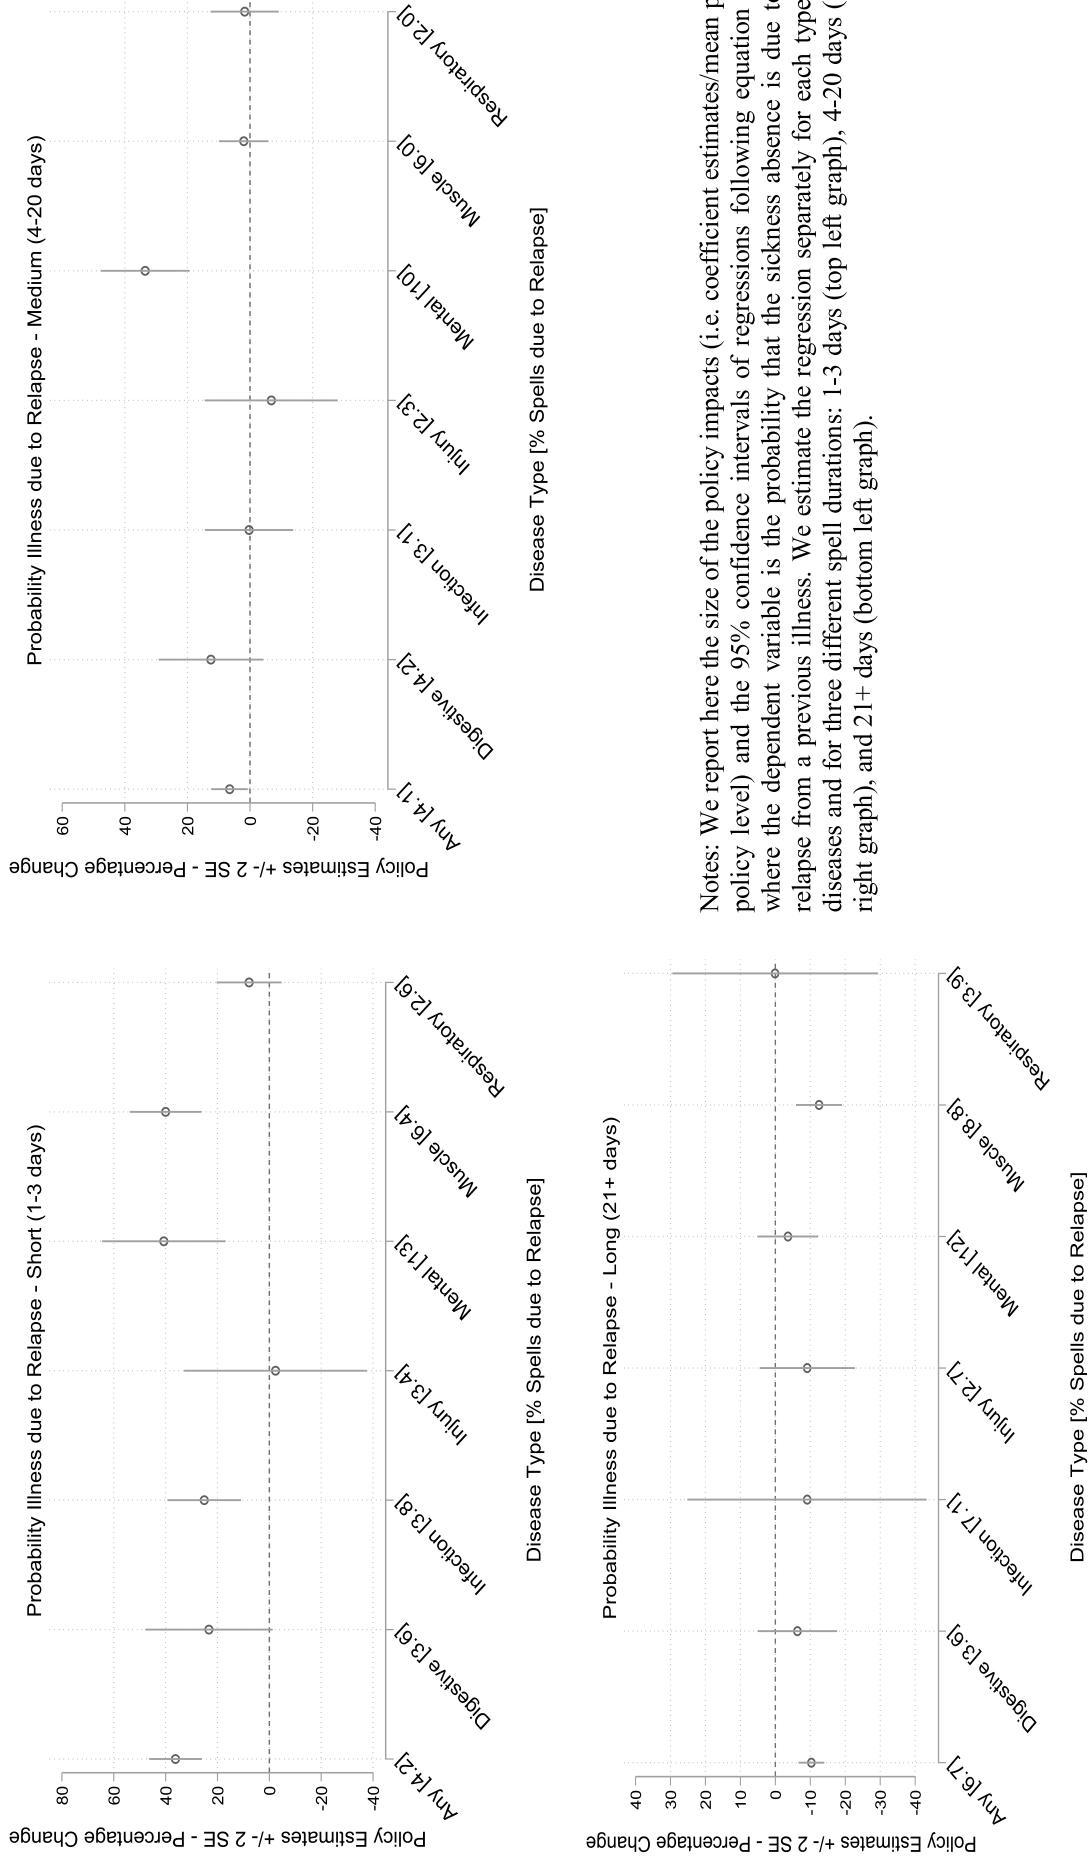 Probability Illness due to Relapse - Short (1-3 days)
Policy Estimates +/- 2 SE - Percentage Change
80
60
40
20
0
-20
-40
Any [4.2]
Digestive [3.6]
Infection [3.8]
Injury [3.4]
Mental [13]
Muscle [6.4]
Respiratory [2.6]
Disease Type [% Spells due to Relapse]
Probability Illness due to Relapse - Medium (4-20 days)
Policy Estimates +/- 2 SE - Percentage Change
60
40
20
0
-20
-40
Any [4.1]
Digestive [4.2]
Infection [3.1]
Injury [2.3]
Mental [10]
Muscle [6.0]
Respiratory [2.0]
Disease Type [% Spells due to Relapse]
Probability Illness due to Relapse - Long (21+ days)
Policy Estimates +/- 2 SE - Percentage Change
40
30
20
10
0
-10
-20
-30
-40
Any [6.7]
Digestive [3.6]
Infection [7.1]
Injury [2.7]
Mental [12]
Muscle [8.8]
Respiratory [3.9]
Disease Type [% Spells due to Relapse]
Notes: We report here the size of the policy impacts (i.e. coefficient estimates/mean
policy level) and the 95% confidence intervals of regressions following equation
where the dependent variable is the probability that the sickness absence is due to
relapse from a previous illness. We estimate the regression separately for each type
diseases and for three different spell durations: 1-3 days (top left graph), 4-20 days (
right graph), and 21+ days (bottom left graph).